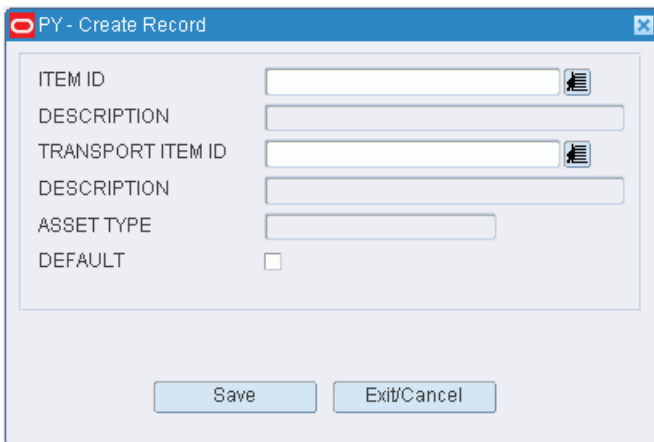 PY - Create Record
ITEM ID
DESCRIPTION
TRANSPORT ITEM ID
DESCRIPTION
ASSET TYPE
DEFAULT
Save Exit/Cancel